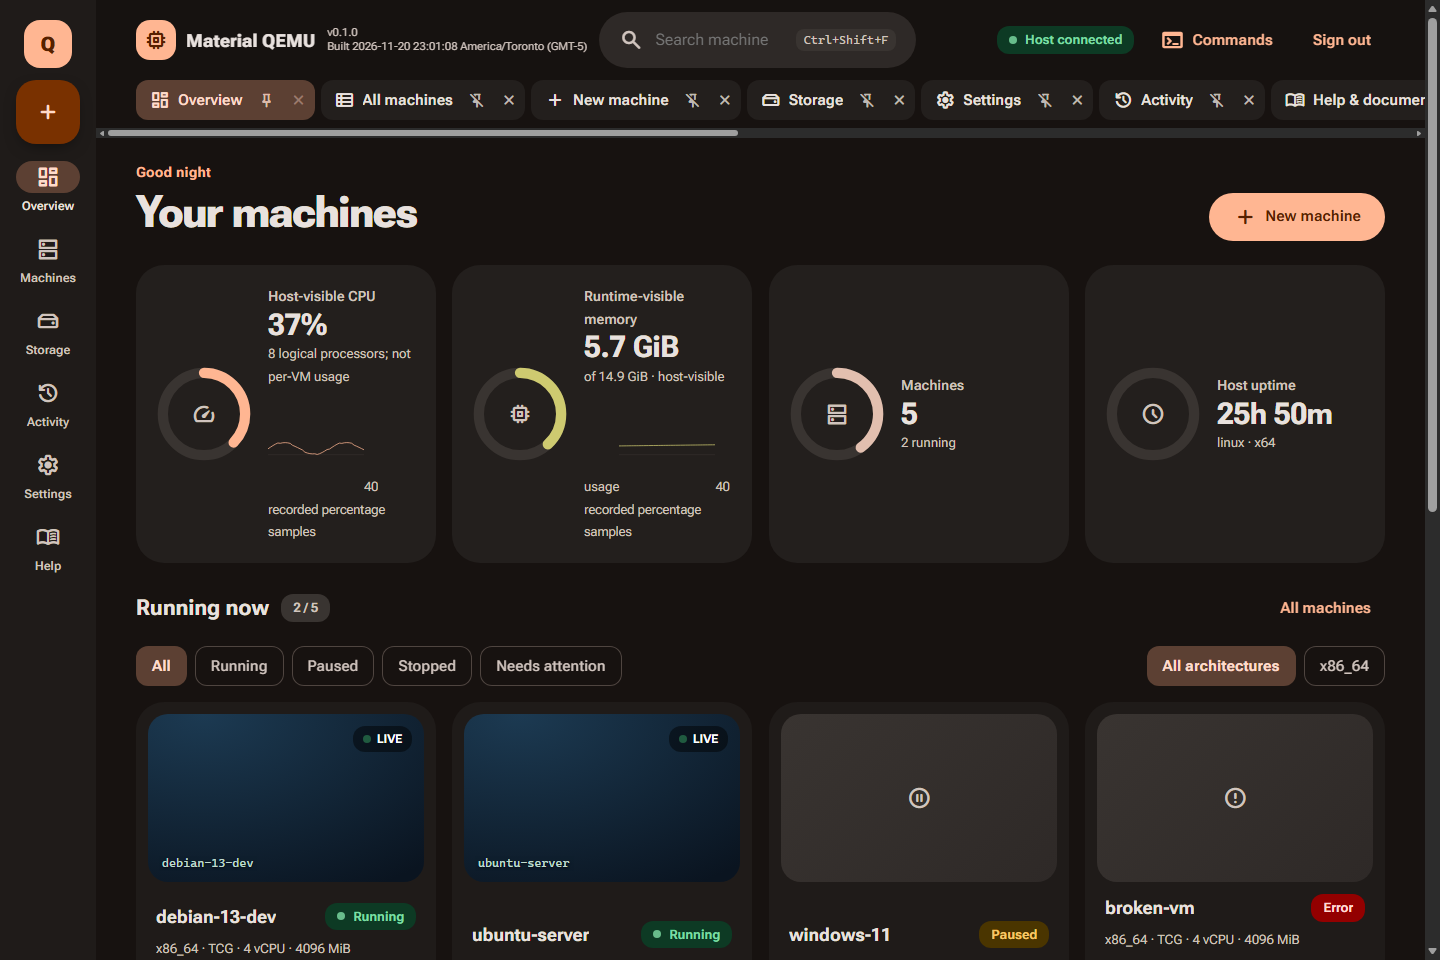 Q
Material QEMU
v0.1.0
Built 2026-11-20 23:01:08 America/Toronto (GMT-5)
Search machine
Ctrl+Shift+F
Host connected
Commands
Sign out
Overview
All machines
New machine
Storage
Settings
Activity
Help & documen
Overview
Machines
Storage
Activity
Settings
Help
Good night
Your machines
New machine
Host-visible CPU
37%
8 logical processors; not
per-VM usage
40
recorded percentage
samples
Runtime-visible
memory
5.7 GiB
of 14.9 GiB · host-visible
usage
40
recorded percentage
samples
Machines
5
2 running
Host uptime
25h 50m
linux · x64
Running now
2 / 5
All machines
All
Running
Paused
Stopped
Needs attention
All architectures
x86_64
LIVE
debian-13-dev
debian-13-dev
Running
x86_64 · TCG · 4 vCPU · 4096 MiB
LIVE
ubuntu-server
ubuntu-server
Running
windows-11
Paused
broken-vm
Error
x86_64 · TCG · 4 vCPU · 4096 MiB